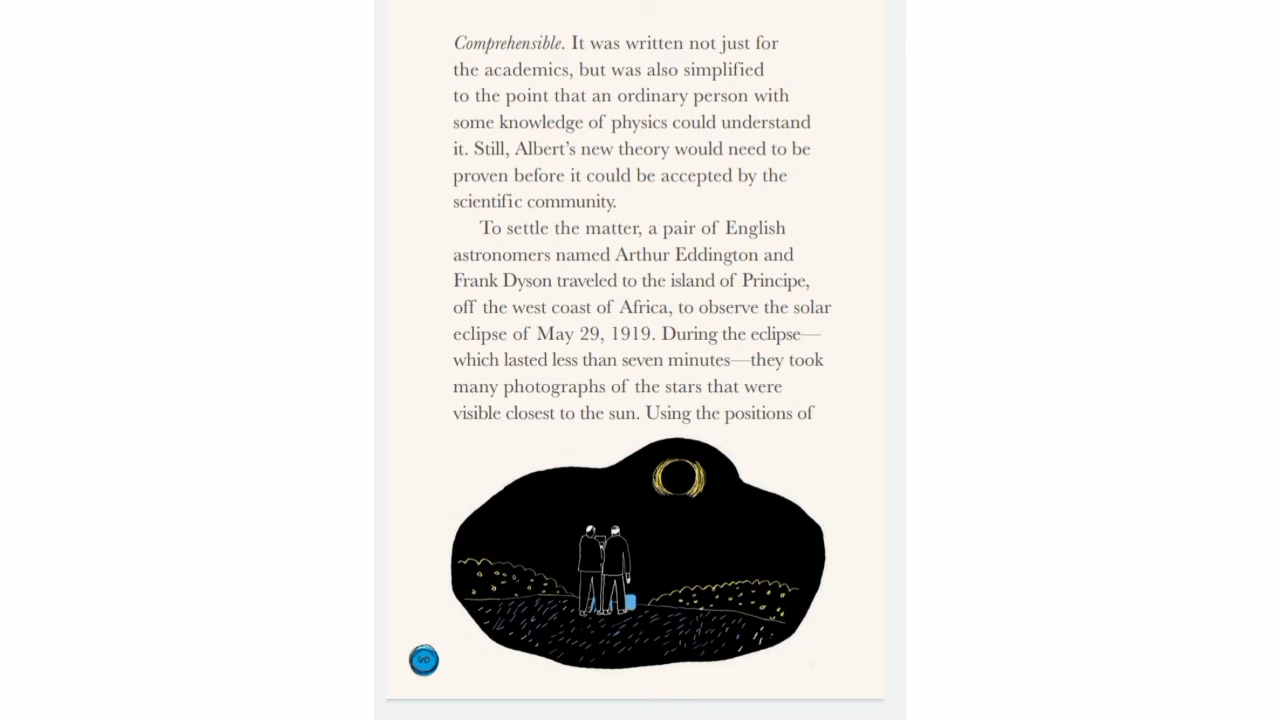 Comprehensible. It was written not just for
the academics, but was also simplified
to the point that an ordinary person with
some knowledge of physics could understand
it. Still, Albert’s new theory would need to be
proven before it could be accepted by the
scientific community.
To settle the matter, a pair of English
astronomers named Arthur Eddington and
Frank Dyson traveled to the island of Principe,
off the west coast of Africa, to observe the solar
eclipse of May 29, 1919. During the eclipse—
which lasted less than seven minutes—they took
many photographs of the stars that were
visible closest to the sun. Using the positions of
60